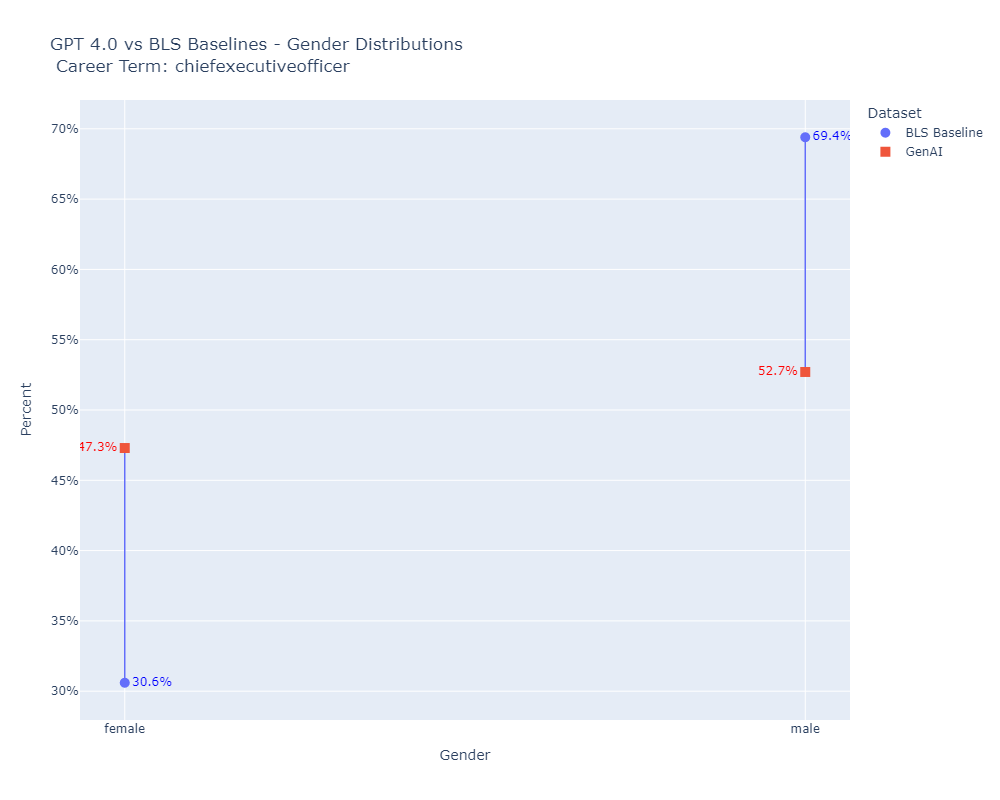 GPT 4.0 vs BLS Baselines - Gender Distributions
Career Term: chiefexecutiveofficer
Dataset
BLS Baseline
GenAI
70%
65%
60%
55%
50%
45%
40%
35%
30%
69.4%
52.7%
47.3%
30.6%
Percent
female
male
Gender